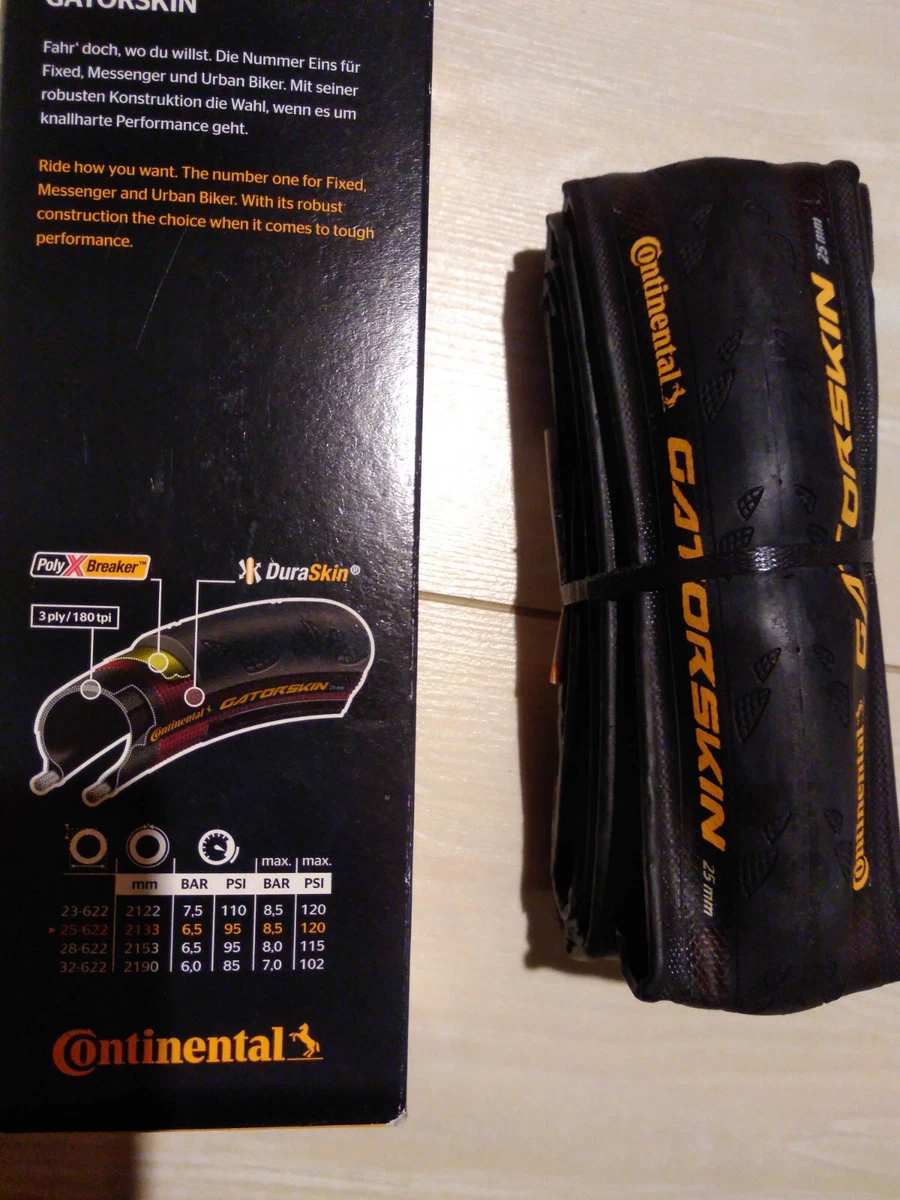 GATORSKIN
Fahr' doch, wo du willst. Die Nummer Eins für
Fixed, Messenger und Urban Biker. Mit seiner
robusten Konstruktion die Wahl, wenn es um
knallharte Performance geht.
Ride how you want. The number one for Fixed,
Messenger and Urban Biker. With its robust
construction the choice when it comes to tough
performance.
Poly X Breaker™
DuraSkin®
3 ply / 180 tpi
Continental GATORSKIN
max. max.
mm BAR PSI BAR PSI
23-622 2122 7,5 110 8,5 120
25-622 2133 6,5 95 8,5 120
28-622 2153 6,5 95 8,0 115
32-622 2190 6,0 85 7,0 102
Continental
Continental GATORSKIN 25 mm
Continental GATORSKIN 25 mm